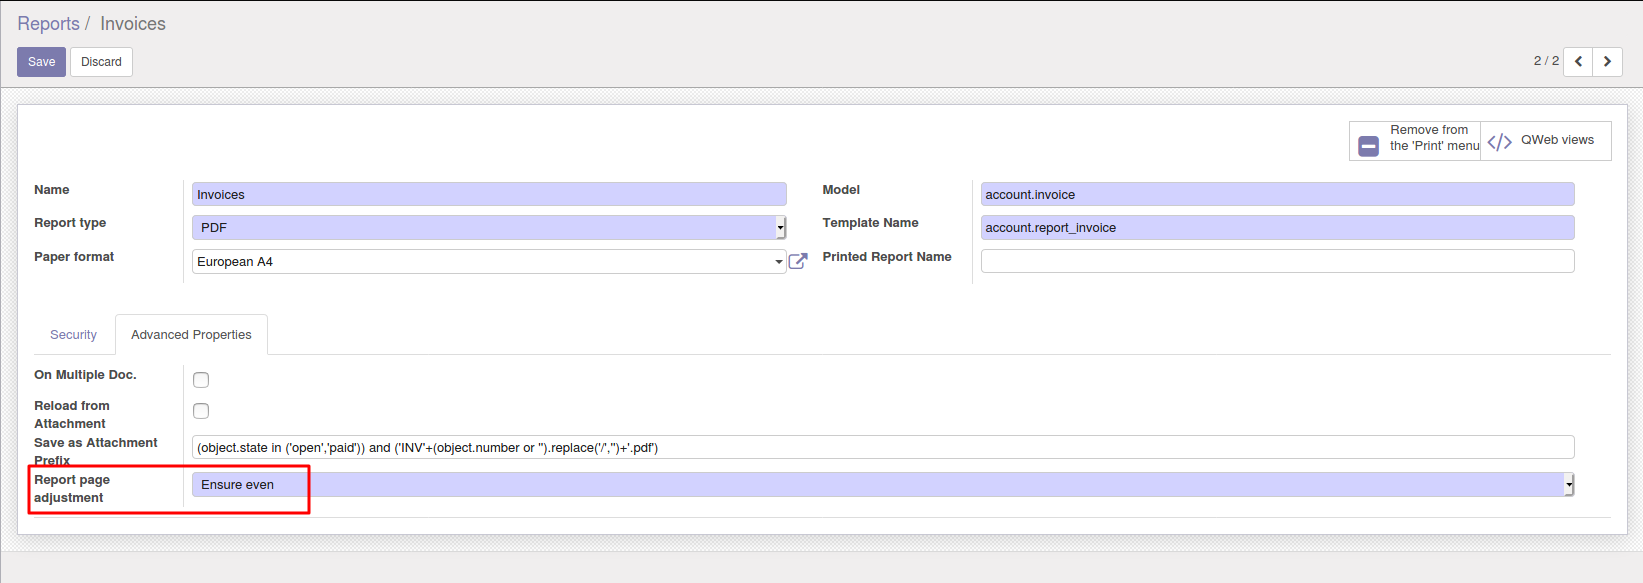 Reports / Invoices
Save Discard
2 / 2
Remove from
the 'Print' menu
QWeb views
Name
Invoices
Model
account.invoice
Report type
PDF
Template Name
account.report_invoice
Paper format
European A4
Printed Report Name
Security
Advanced Properties
On Multiple Doc.
Reload from
Attachment
Save as Attachment
Prefix
(object.state in ('open','paid')) and ('INV'+(object.number or '').replace('/','')+'.pdf')
Report page
adjustment
Ensure even